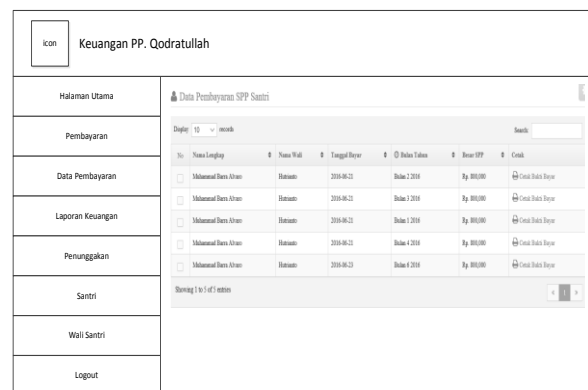 icon
Keuangan PP. Qodratullah
Halaman Utama
Pembayaran
Data Pembayaran
Laporan Keuangan
Penunggakan
Santri
Wali Santri
Logout
Data Pembayaran SPP Santri
Display 10 records
Search:
No Nama Lengkap Nama Wali Tanggal Bayar Bulan Tahun Besar SPP Cetak
Muhammad Barra Alvaro 2016-06-21 Bulan 2 2016 Rp. 800,000 Cetak Bukti Bayar
Muhammad Barra Alvaro 2016-06-21 Bulan 3 2016 Rp. 800,000 Cetak Bukti Bayar
Muhammad Barra Alvaro 2016-06-21 Bulan 1 2016 Rp. 800,000 Cetak Bukti Bayar
Muhammad Barra Alvaro 2016-06-21 Bulan 4 2016 Rp. 800,000 Cetak Bukti Bayar
Muhammad Barra Alvaro 2016-06-23 Bulan 6 2016 Rp. 800,000 Cetak Bukti Bayar
Showing 1 to 5 of 5 entries
1